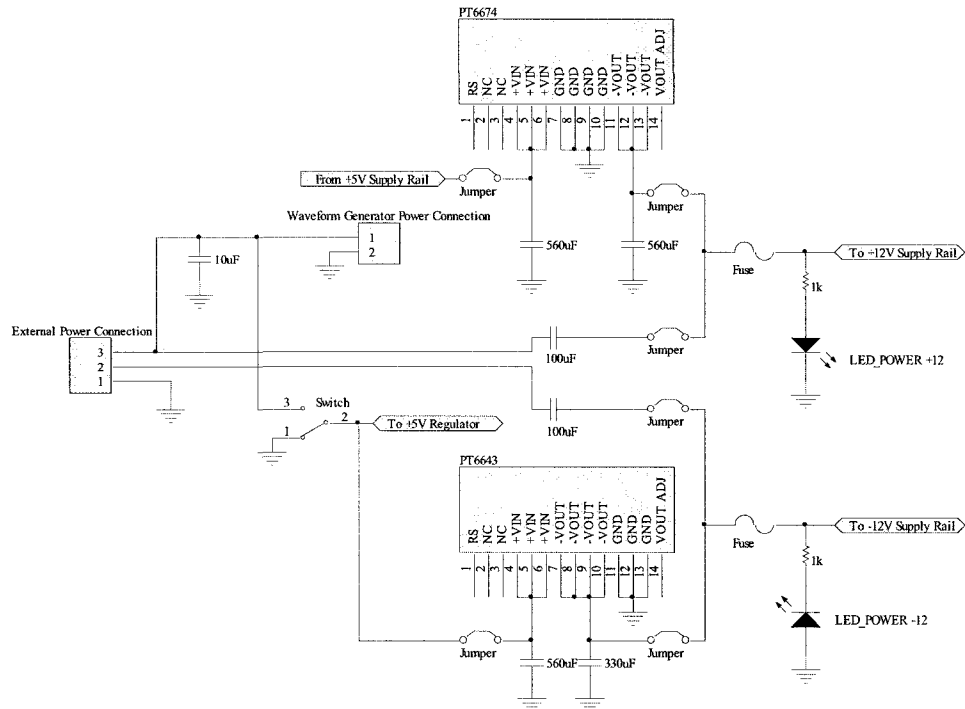 PT6674
RS
NC
NC
+VIN
+VIN
+VIN
GND
GND
GND
GND
-VOUT
-VOUT
-VOUT
VOUT ADJ
1
2
3
4
5
6
7
8
9
10
11
12
13
14
From +5V Supply Rail
Jumper
Jumper
Waveform Generator Power Connection
1
2
10uF
560uF
560uF
Fuse
To +12V Supply Rail
1k
LED_POWER +12
External Power Connection
3
2
1
100uF
Jumper
3
Switch
2
1
To +5V Regulator
100uF
Jumper
PT6643
RS
NC
NC
+VIN
+VIN
+VIN
-VOUT
-VOUT
-VOUT
-VOUT
GND
GND
GND
VOUT ADJ
1
2
3
4
5
6
7
8
9
10
11
12
13
14
Fuse
To -12V Supply Rail
1k
LED_POWER -12
Jumper
560uF
330uF
Jumper